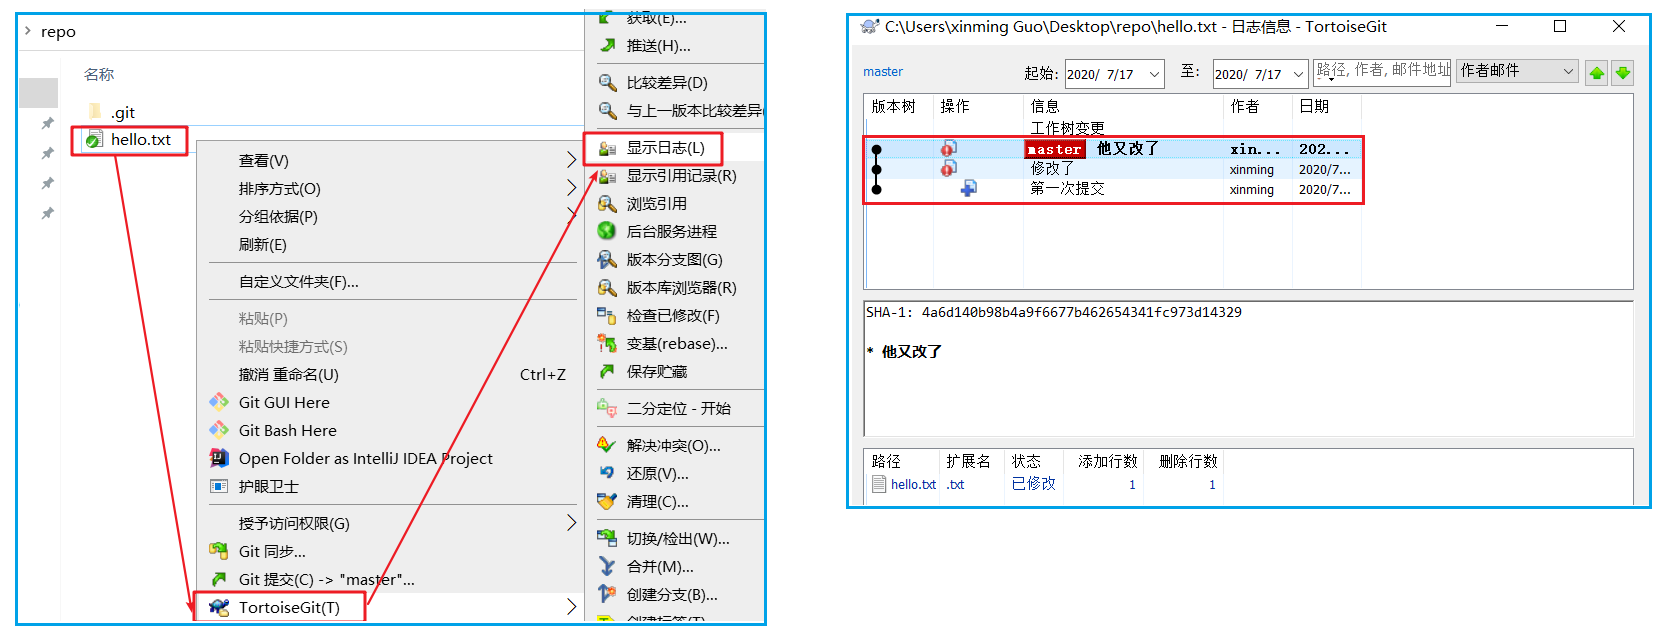 repo
名称
.git
hello.txt
查看(V)
排序方式(O)
分组依据(P)
刷新(E)
自定义文件夹(F)...
粘贴(P)
粘贴快捷方式(S)
撤消 重命名(U) Ctrl+Z
Git GUI Here
Git Bash Here
Open Folder as IntelliJ IDEA Project
护眼卫士
授予访问权限(G)
Git 同步...
Git 提交(C) -> "master"...
TortoiseGit(T)
获取(E)...
推送(H)...
比较差异(D)
与上一版本比较差异(
显示日志(L)
显示引用记录(R)
浏览引用
后台服务进程
版本分支图(G)
版本库浏览器(R)
检查已修改(F)
变基(rebase)...
保存贮藏
二分定位 - 开始
解决冲突(O)...
还原(V)...
清理(C)...
切换/检出(W)...
合并(M)...
创建分支(B)...
创建标签(T)
C:\Users\xinming Guo\Desktop\repo\hello.txt - 日志信息 - TortoiseGit
master 起始: 2020/ 7/17 至: 2020/ 7/17 路径, 作者, 邮件地址 作者邮件
版本树 操作 信息 作者 日期
工作树变更
master 他又改了 xin... 202...
修改了 xinming 2020/7...
第一次提交 xinming 2020/7...
SHA-1: 4a6d140b98b4a9f6677b462654341fc973d14329
* 他又改了
路径 扩展名 状态 添加行数 删除行数
hello.txt .txt 已修改 1 1